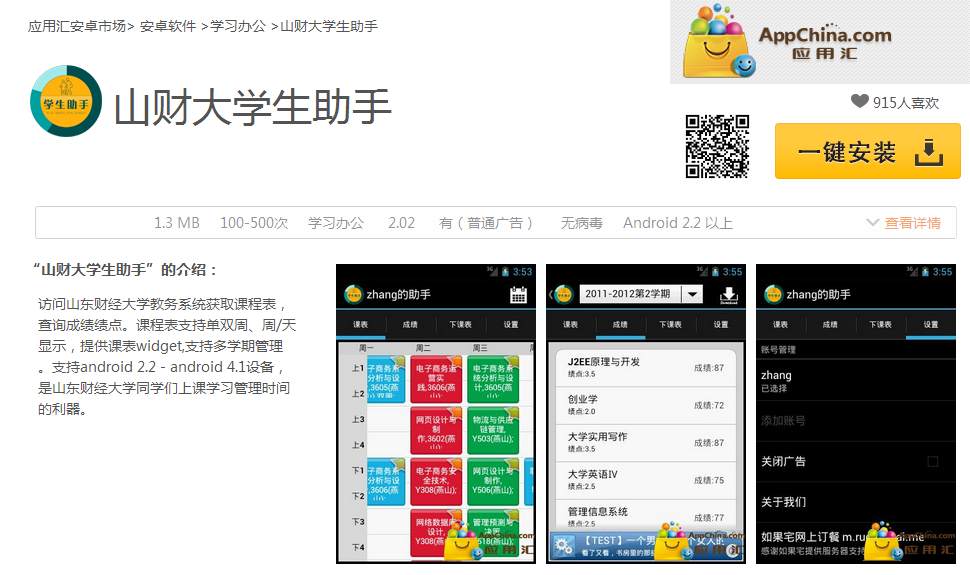 应用汇安卓市场> 安卓软件 >学习办公 >山财大学生助手
AppChina.com
应用汇
学生助手
山财大学生助手
915人喜欢
一键安装
1.3 MB 100-500次 学习办公 2.02 有（普通广告） 无病毒 Android 2.2 以上 查看详情
“山财大学生助手”的介绍：
访问山东财经大学教务系统获取课程表，
查询成绩绩点。课程表支持单双周、周/天
显示，提供课表widget,支持多学期管理
。支持android 2.2 - android 4.1设备，
是山东财经大学同学们上课学习管理时间
的利器。
3G 3:53
zhang的助手
课表 成绩 下课表 设置
周一 周二 周三
上1
上2
上3
上4
下1
下2
下3
下4
子商务系
分析与设
,3605(燕
电子商务运
营实
践,3606(燕
山);
电子商务系
统分析与设
计,3605(燕
山);
网页设计与
制
作,3602(燕
山);
物流与供应
链管理,
Y503(燕山);
子商务系
分析与设
,3606(燕
山);
电子商务安
全技术,
Y308(燕山);
网页设计与
制作,
Y506(燕山);
网络数据库
设计,
Y308(燕山);
管理预测与
决策
AppChina.com
应用汇
3G 3:55
2011-2012第2学期
Download
课表 成绩 下课表 设置
J2EE原理与开发
绩点:3.5
成绩:87
创业学
绩点:2.0
成绩:72
大学实用写作
绩点:3.5
成绩:87
大学英语IV
绩点:2.5
成绩:75
管理信息系统
绩点:2.5
成绩:77
【TEST】一个男
个女人的
看了又看，书房里的那些
AppChina.com
应用汇
3G 3:55
zhang的助手
课表 成绩 下课表 设置
账号管理
zhang
已选择
添加账号
关闭广告
关于我们
如果宅网上订餐 m.ru
al.me
感谢如果宅提供服务器支持
AppChina.com
应用汇